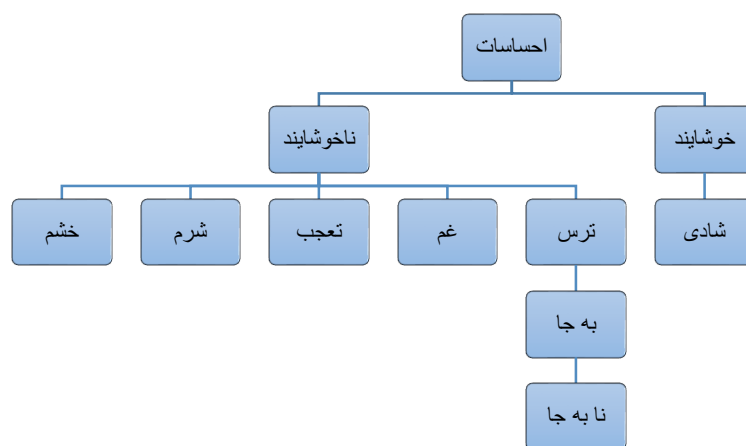 احساسات
خوشایند
ناخوشایند
شادی
ترس
غم
تعجب
شرم
خشم
به جا
نا به جا